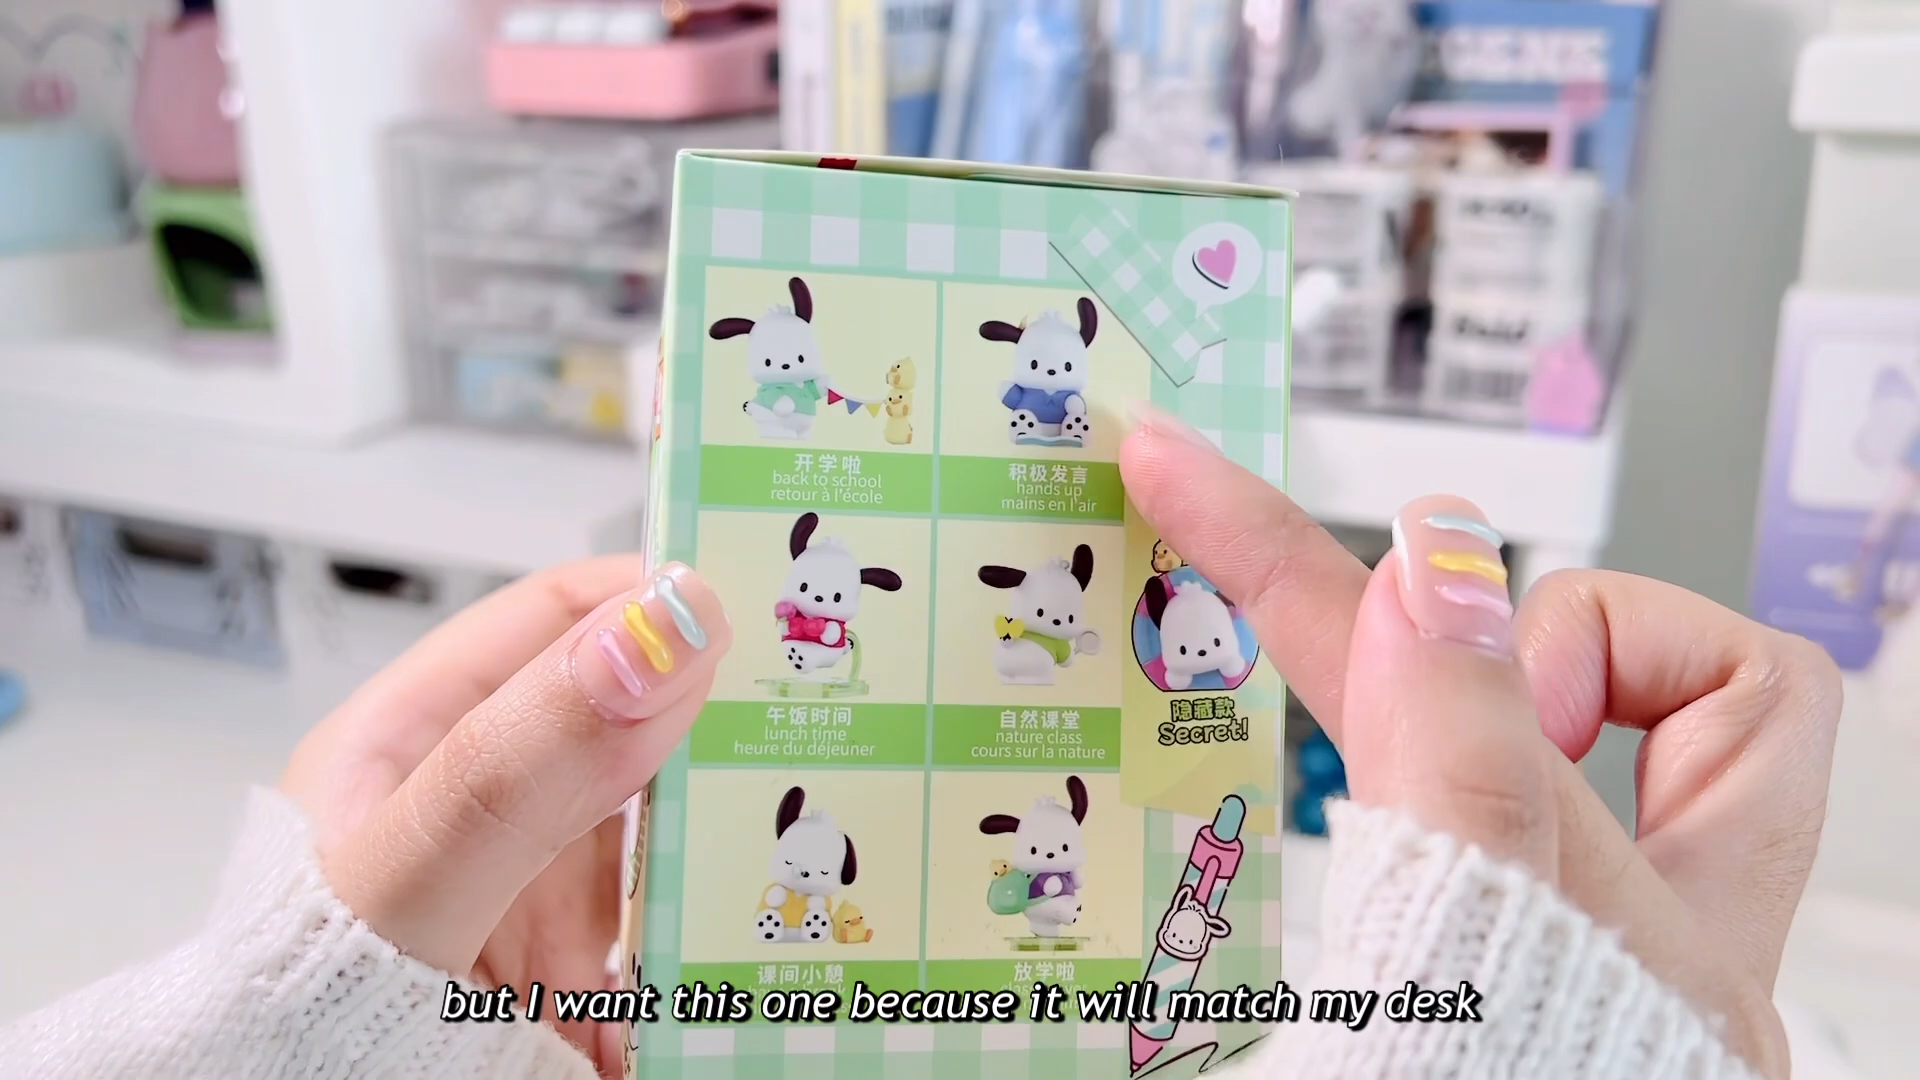 开学啦
back to school
retour à l'école
积极发言
hands up
mains en l'air
午饭时间
lunch time
heure du déjeuner
自然课堂
nature class
cours sur la nature
隐藏款
Secret!
课间小憩
放学啦
but I want this one because it will match my desk